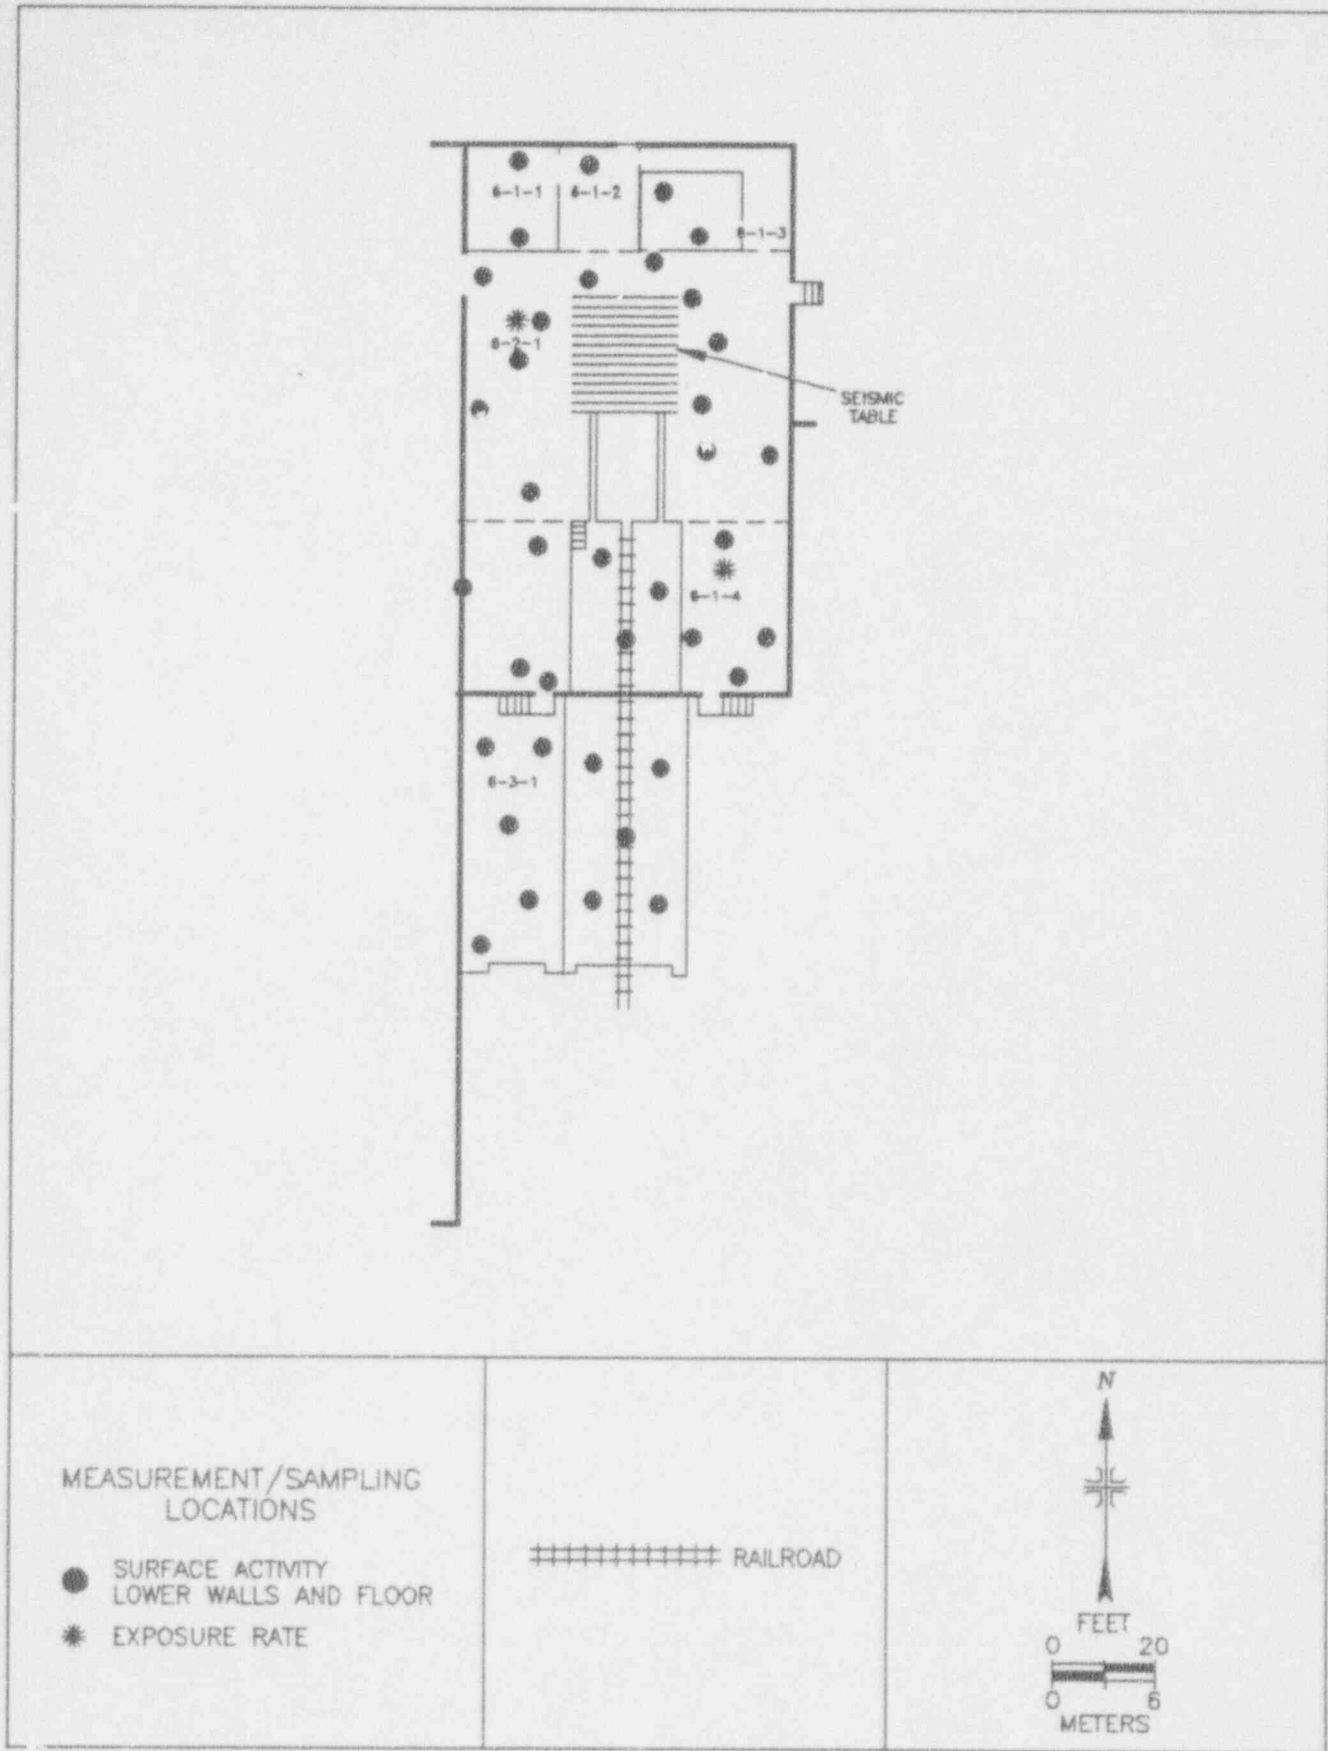 6-1-1
6-1-2
6-1-3
6-2-1
SEISMIC
TABLE
6-1-4
6-3-1
MEASUREMENT/SAMPLING
LOCATIONS
SURFACE ACTIVITY
LOWER WALLS AND FLOOR
EXPOSURE RATE
RAILROAD
N
FEET
0 20
0 6
METERS